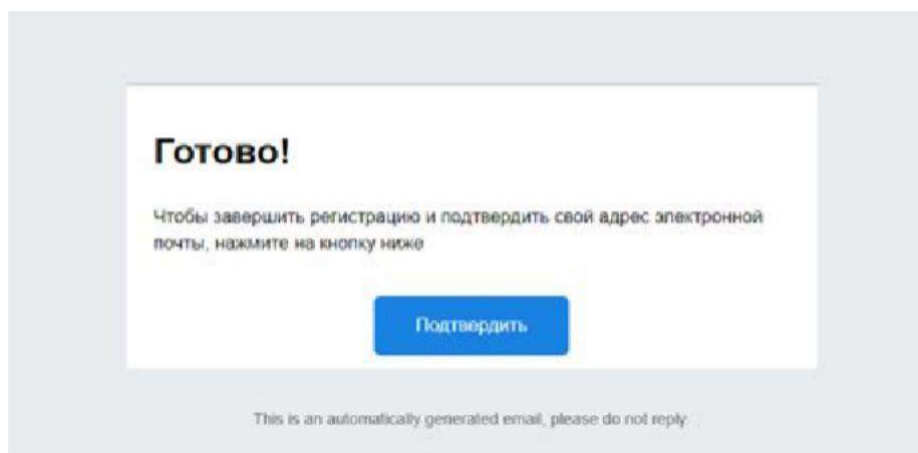 Готово!
Чтобы завершить регистрацию и подтвердить свой адрес электронной
почты, нажмите на кнопку ниже
Подтвердить
This is an automatically generated email, please do not reply.